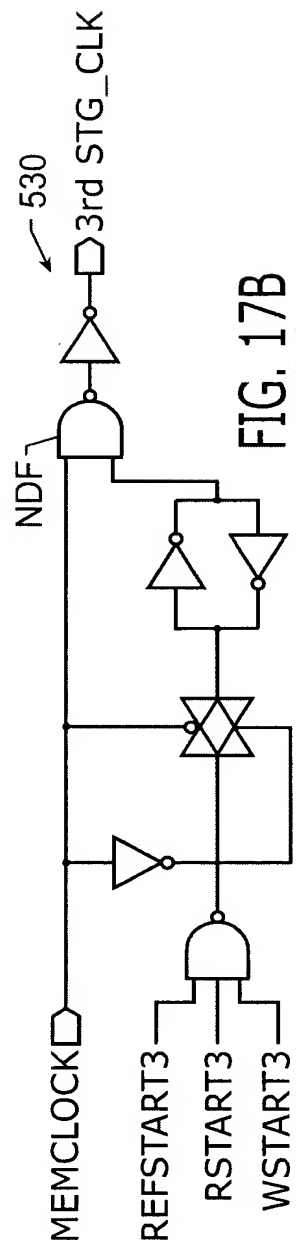 MEMCLOCK
REFSTART3
RSTART3
WSTART3
NDF
530
3rd STG_CLK
FIG. 17B